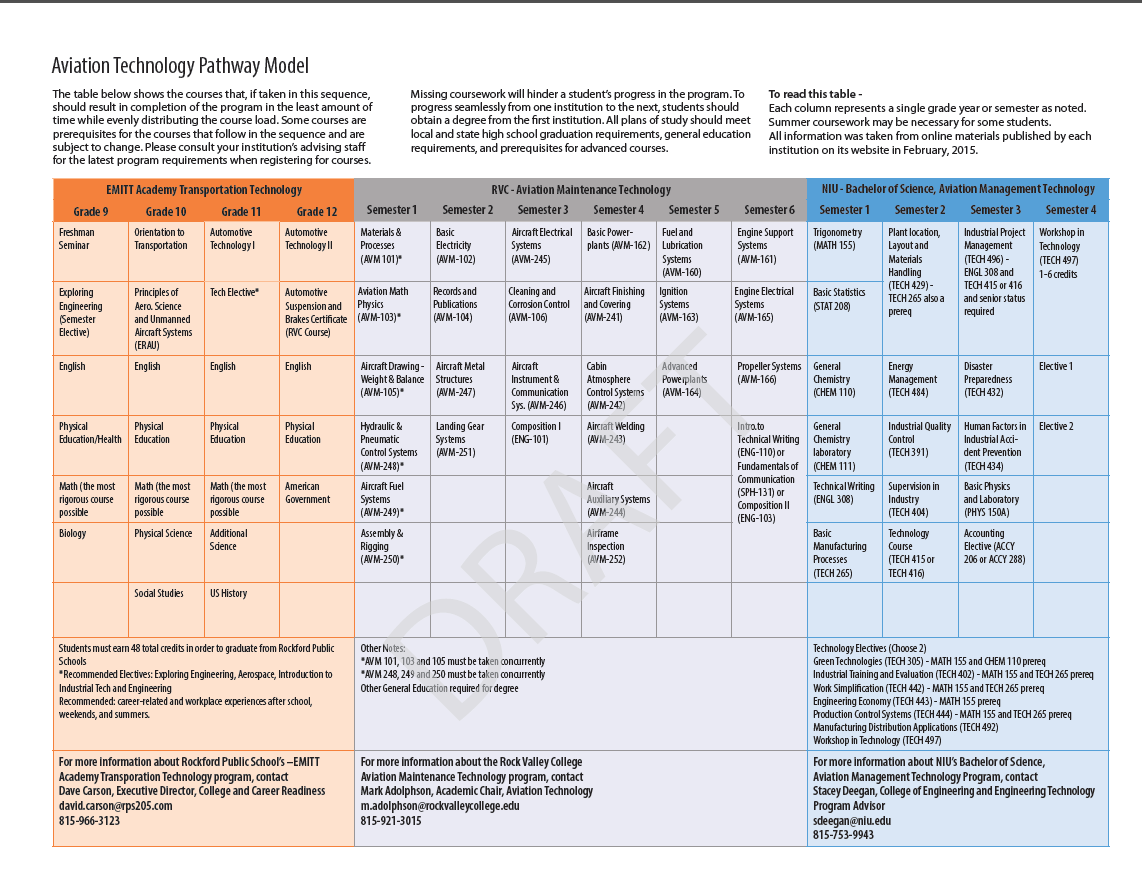 Aviation Technology Pathway Model
The table below shows the courses that, if taken in this sequence,
should result in completion of the program in the least amount of
time while evenly distributing the course load. Some courses are
prerequisites for the courses that follow in the sequence and are
subject to change. Please consult your institution's advising staff
for the latest program requirements when registering for courses.
Missing coursework will hinder a student's progress in the program. To
progress seamlessly from one institution to the next, students should
obtain a degree from the first institution. All plans of study should meet
local and state high school graduation requirements, general education
requirements, and prerequisites for advanced courses.
To read this table -
Each column represents a single grade year or semester as noted.
Summer coursework may be necessary for some students.
All information was taken from online materials published by each
institution on its website in February, 2015.
EMITT Academy Transportation Technology
RVC - Aviation Maintenance Technology
NIU - Bachelor of Science, Aviation Management Technology
Grade 9
Grade 10
Grade 11
Grade 12
Semester 1
Semester 2
Semester 3
Semester 4
Semester 5
Semester 6
Semester 1
Semester 2
Semester 3
Semester 4
Freshman
Seminar
Orientation to
Transportation
Automotive
Technology I
Automotive
Technology II
Materials &
Processes
(AVM 101)*
Basic
Electricity
(AVM-102)
Aircraft Electrical
Systems
(AVM-245)
Basic Power-
plants (AVM-162)
Fuel and
Lubrication
Systems
(AVM-160)
Engine Support
Systems
(AVM-161)
Trigonometry
(MATH 155)
Plant location,
Layout and
Materials
Handling
(TECH 429) -
TECH 265 also a
prereq
Industrial Project
Management
(TECH 496) -
ENGL 308 and
TECH 415 or 416
and senior status
required
Workshop in
Technology
(TECH 497)
1-6 credits
Exploring
Engineering
(Semester
Elective)
Principles of
Aero. Science
and Unmanned
Aircraft Systems
(ERAU)
Tech Elective*
Automotive
Suspension and
Brakes Certificate
(RVC Course)
Aviation Math
Physics
(AVM-103)*
Records and
Publications
(AVM-104)
Cleaning and
Corrosion Control
(AVM-106)
Aircraft Finishing
and Covering
(AVM-241)
Ignition
Systems
(AVM-163)
Engine Electrical
Systems
(AVM-165)
Basic Statistics
(STAT 208)
English
English
English
English
Aircraft Drawing -
Weight & Balance
(AVM-105)*
Aircraft Metal
Structures
(AVM-247)
Aircraft
Instrument &
Communication
Sys. (AVM-246)
Cabin
Atmosphere
Control Systems
(AVM-242)
Advanced
Powerplants
(AVM-164)
Propeller Systems
(AVM-166)
General
Chemistry
(CHEM 110)
Energy
Management
(TECH 484)
Disaster
Preparedness
(TECH 432)
Elective 1
Physical
Education/Health
Physical
Education
Physical
Education
Physical
Education
Hydraulic &
Pneumatic
Control Systems
(AVM-248)*
Landing Gear
Systems
(AVM-251)
Composition I
(ENG-101)
Aircraft Welding
(AVM-243)
Intro.to
Technical Writing
(ENG-110) or
Fundamentals of
Communication
(SPH-131) or
Composition II
(ENG-103)
General
Chemistry
laboratory
(CHEM 111)
Industrial Quality
Control
(TECH 391)
Human Factors in
Industrial Acci-
dent Prevention
(TECH 434)
Elective 2
Math (the most
rigorous course
possible
Math (the most
rigorous course
possible
Math (the most
rigorous course
possible
American
Government
Aircraft Fuel
Systems
(AVM-249)*
Aircraft
Auxiliary Systems
(AVM-244)
Technical Writing
(ENGL 308)
Supervision in
Industry
(TECH 404)
Basic Physics
and Laboratory
(PHYS 150A)
Biology
Physical Science
Additional
Science
Assembly &
Rigging
(AVM-250)*
Airframe
Inspection
(AVM-252)
Basic
Manufacturing
Processes
(TECH 265)
Technology
Course
(TECH 415 or
TECH 416)
Accounting
Elective (ACCY
206 or ACCY 288)
Social Studies
US History
Students must earn 48 total credits in order to graduate from Rockford Public
Schools
*Recommended Electives: Exploring Engineering, Aerospace, Introduction to
Industrial Tech and Engineering
Recommended: career-related and workplace experiences after school,
weekends, and summers.
Other Notes:
*AVM 101, 103 and 105 must be taken concurrently
*AVM 248, 249 and 250 must be taken concurrently
Other General Education required for degree
Technology Electives (Choose 2)
Green Technologies (TECH 305) - MATH 155 and CHEM 110 prereq
Industrial Training and Evaluation (TECH 402) - MATH 155 and TECH 265 prereq
Work Simplification (TECH 442) - MATH 155 and TECH 265 prereq
Engineering Economy (TECH 443) - MATH 155 prereq
Production Control Systems (TECH 444) - MATH 155 and TECH 265 prereq
Manufacturing Distribution Applications (TECH 492)
Workshop in Technology (TECH 497)
For more information about Rockford Public School's –EMITT
Academy Transporation Technology program, contact
Dave Carson, Executive Director, College and Career Readiness
david.carson@rps205.com
815-966-3123
For more information about the Rock Valley College
Aviation Maintenance Technology program, contact
Mark Adolphson, Academic Chair, Aviation Technology
m.adolphson@rockvalleycollege.edu
815-921-3015
For more information about NIU's Bachelor of Science,
Aviation Management Technology Program, contact
Stacey Deegan, College of Engineering and Engineering Technology
Program Advisor
sdeegan@niu.edu
815-753-9943
DRAFT